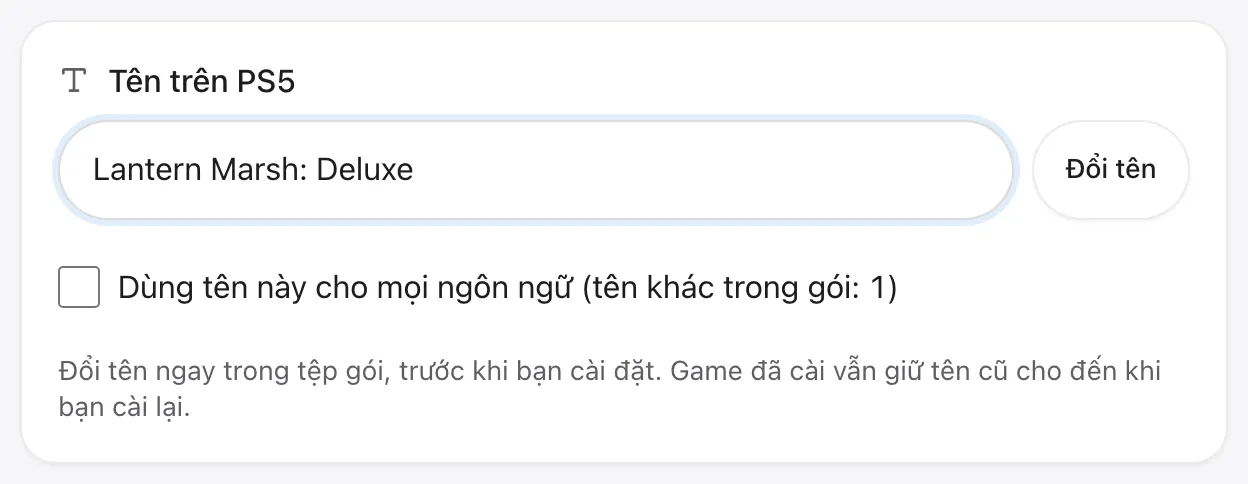 Tên trên PS5
Lantern Marsh: Deluxe
Đổi tên
Dùng tên này cho mọi ngôn ngữ (tên khác trong gói: 1)
Đổi tên ngay trong tệp gói, trước khi bạn cài đặt. Game đã cài vẫn giữ tên cũ cho đến khi
bạn cài lại.